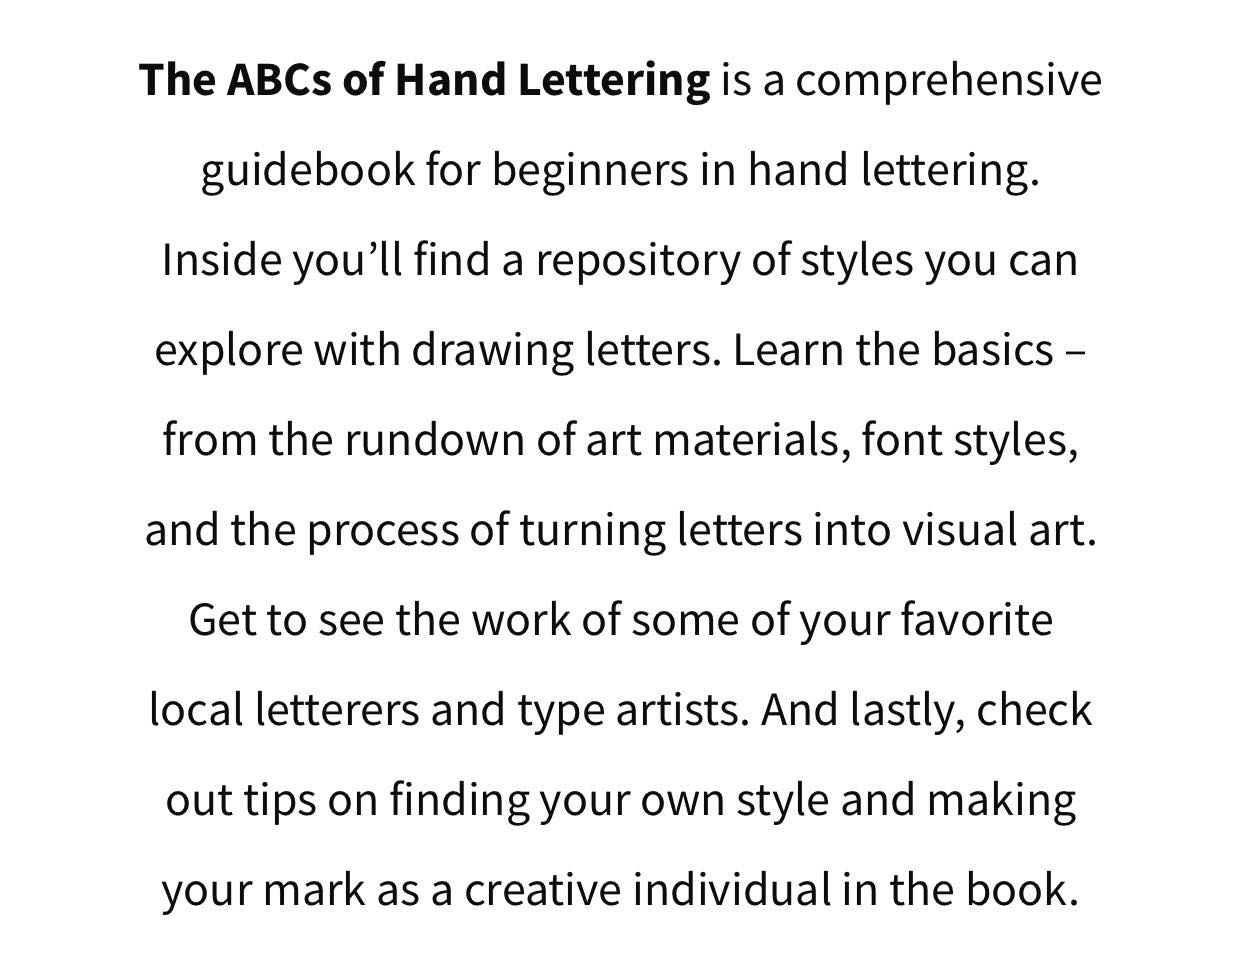 The ABCs of Hand Lettering is a comprehensive
guidebook for beginners in hand lettering.
Inside you’ll find a repository of styles you can
explore with drawing letters. Learn the basics –
from the rundown of art materials, font styles,
and the process of turning letters into visual art.
Get to see the work of some of your favorite
local letterers and type artists. And lastly, check
out tips on finding your own style and making
your mark as a creative individual in the book.